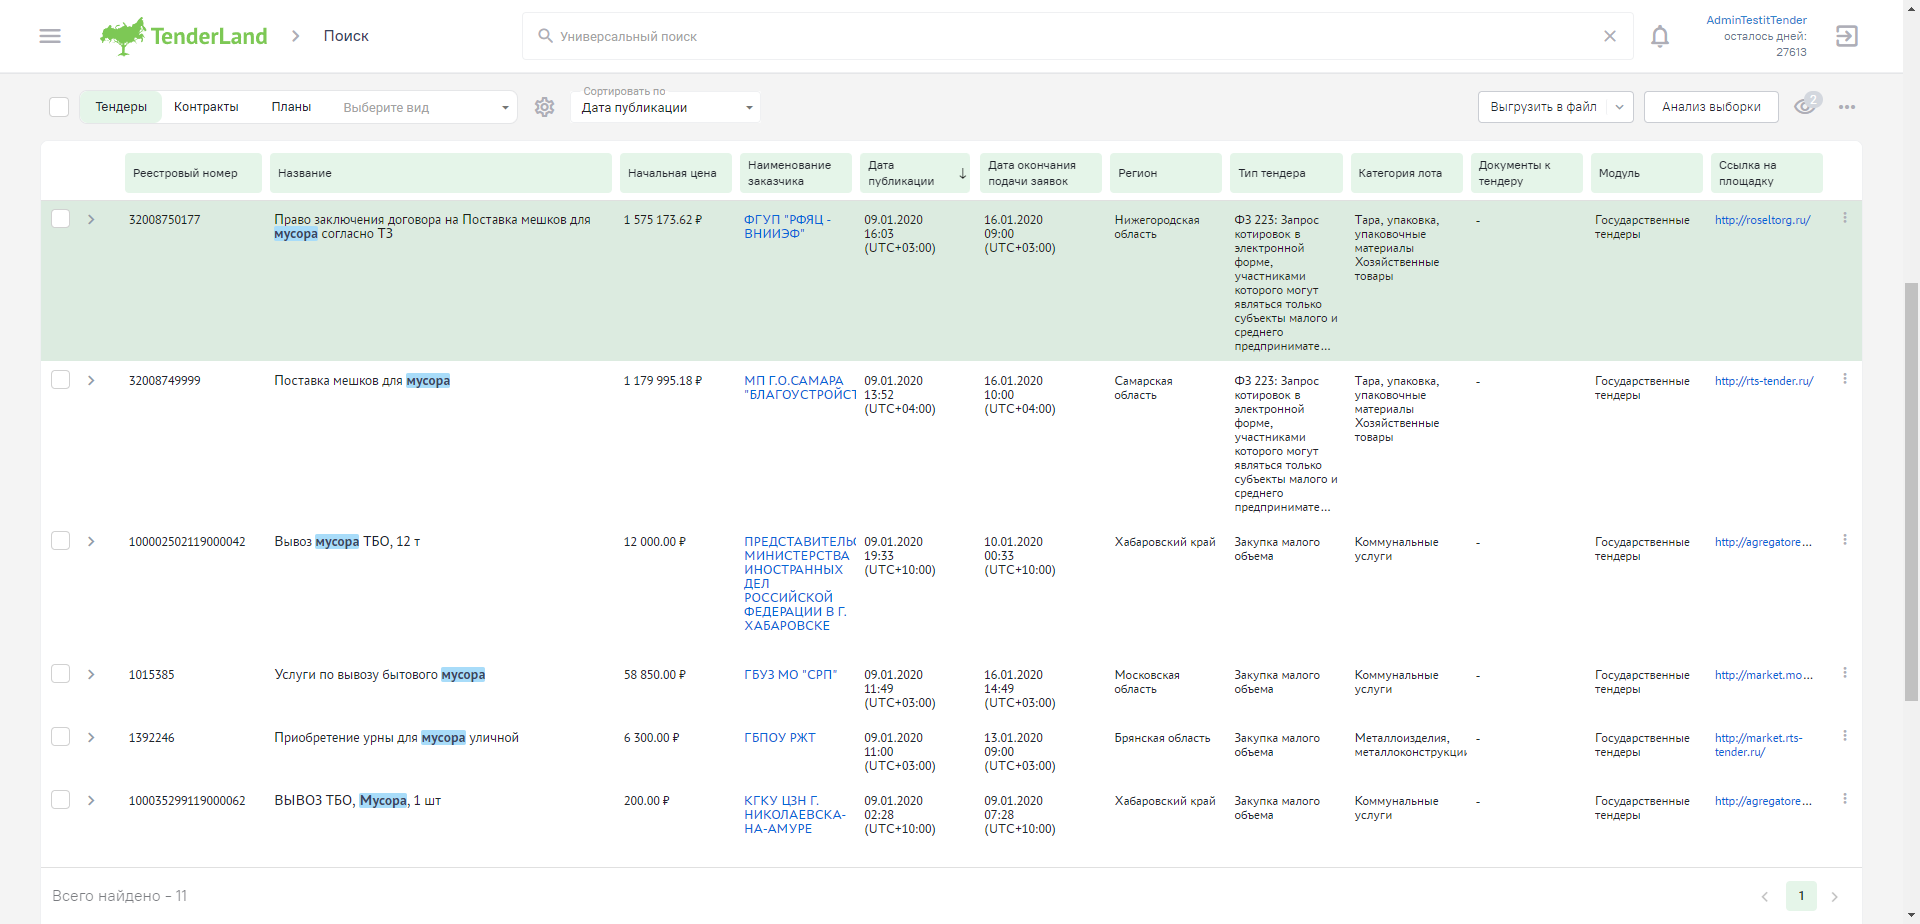 TenderLand
Поиск
Универсальный поиск
AdminTestitTender
осталось дней:
27613
Тендеры
Контракты
Планы
Выберите вид
Сортировать по
Дата публикации
Выгрузить в файл
Анализ выборки
2
Реестровый номер
Название
Начальная цена
Наименование
заказчика
Дата
публикации
Дата окончания
подачи заявок
Регион
Тип тендера
Категория лота
Документы к
тендеру
Модуль
Ссылка на
площадку
32008750177
Право заключения договора на Поставка мешков для
мусора согласно ТЗ
1 575 173.62 ₽
ФГУП "РФЯЦ -
ВНИИЭФ"
09.01.2020
16:03
(UTC+03:00)
16.01.2020
09:00
(UTC+03:00)
Нижегородская
область
ФЗ 223: Запрос
котировок в
электронной
форме,
участниками
которого могут
являться только
субъекты малого и
среднего
предпринимате...
Тара, упаковка,
упаковочные
материалы
Хозяйственные
товары
-
Государственные
тендеры
http://roseltorg.ru/
32008749999
Поставка мешков для мусора
1 179 995.18 ₽
МП Г.О.САМАРА
"БЛАГОУСТРОЙСТ
09.01.2020
13:52
(UTC+04:00)
16.01.2020
10:00
(UTC+04:00)
Самарская
область
ФЗ 223: Запрос
котировок в
электронной
форме,
участниками
которого могут
являться только
субъекты малого и
среднего
предпринимате...
Тара, упаковка,
упаковочные
материалы
Хозяйственные
товары
-
Государственные
тендеры
http://rts-tender.ru/
100002502119000042
Вывоз мусора ТБО, 12 т
12 000.00 ₽
ПРЕДСТАВИТЕЛЬС
МИНИСТЕРСТВА
ИНОСТРАННЫХ
ДЕЛ
РОССИЙСКОЙ
ФЕДЕРАЦИИ В Г.
ХАБАРОВСКЕ
09.01.2020
19:33
(UTC+10:00)
10.01.2020
00:33
(UTC+10:00)
Хабаровский край
Закупка малого
объема
Коммунальные
услуги
-
Государственные
тендеры
http://agregatore...
1015385
Услуги по вывозу бытового мусора
58 850.00 ₽
ГБУЗ МО "СРП"
09.01.2020
11:49
(UTC+03:00)
16.01.2020
14:49
(UTC+03:00)
Московская
область
Закупка малого
объема
Коммунальные
услуги
-
Государственные
тендеры
http://market.mo...
1392246
Приобретение урны для мусора уличной
6 300.00 ₽
ГБПОУ РЖТ
09.01.2020
11:00
(UTC+03:00)
13.01.2020
09:00
(UTC+03:00)
Брянская область
Закупка малого
объема
Металлоизделия,
металлоконструкции
-
Государственные
тендеры
http://market.rts-
tender.ru/
100035299119000062
ВЫВОЗ ТБО, Мусора, 1 шт
200.00 ₽
КГКУ ЦЗН Г.
НИКОЛАЕВСКА-
НА-АМУРЕ
09.01.2020
02:28
(UTC+10:00)
09.01.2020
07:28
(UTC+10:00)
Хабаровский край
Закупка малого
объема
Коммунальные
услуги
-
Государственные
тендеры
http://agregatore...
Всего найдено - 11
1